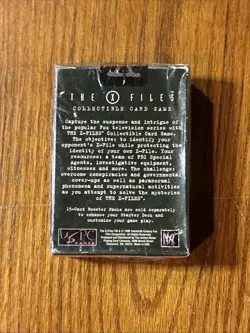 THE X FILES
COLLECTIBLE CARD GAME
Capture the suspense and intrigue of
the popular Fox television series with
THE X-FILES Collectible Card Game.
The objective: to identify your
opponent's X-File while protecting the
identity of your own X-File. Your
resources: a team of FBI Special
Agents, investigative equipment,
witnesses and more. The challenge:
overcome conspiracies and governmental
cover-ups as well as paranormal
phenomena and supernatural activities
as you attempt to solve the mysteries
of THE X-FILES.
15-Card Booster Packs are sold separately
to enhance your Starter Deck and
customize your game play.
US PC